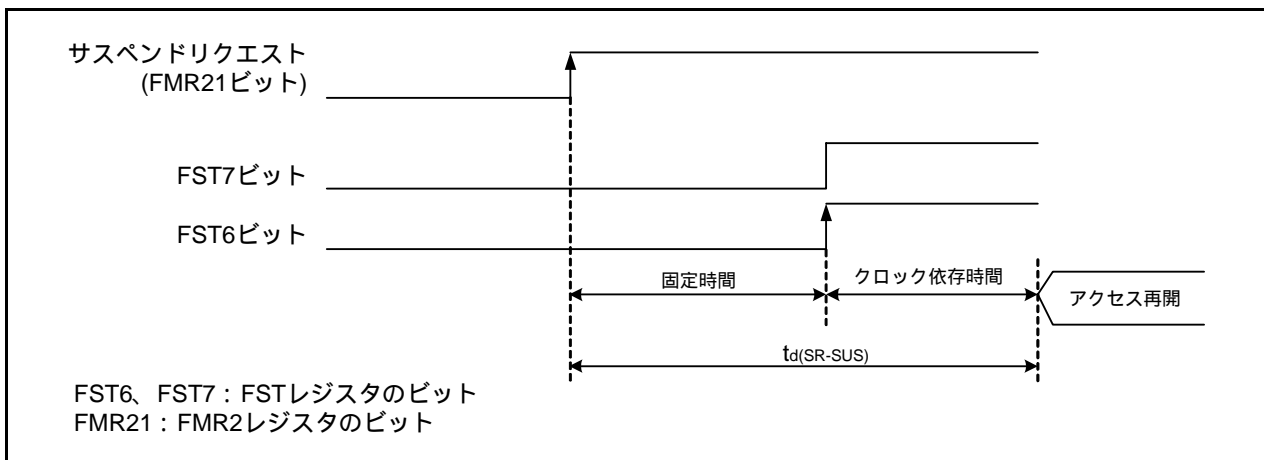 サスペンドリクエスト
(FMR21ビット)
FST7ビット
FST6ビット
固定時間
クロック依存時間
アクセス再開
td(SR-SUS)
FST6、FST7：FSTレジスタのビット
FMR21：FMR2レジスタのビット